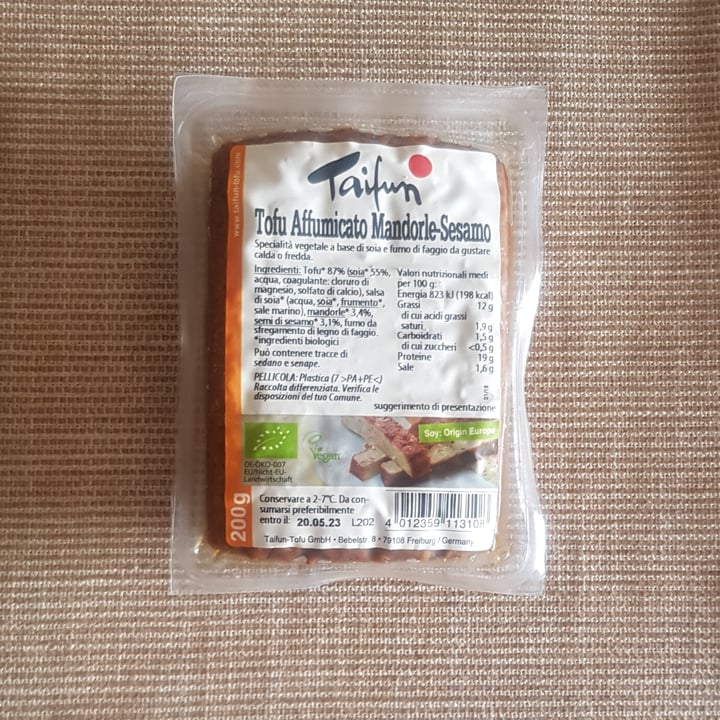 www.taifun-tofu.com
Taifun
Tofu Affumicato Mandorle-Sesamo
Specialità vegetale a base di soia e fumo di faggio da gustare
calda o fredda.
Ingredienti: Tofu* 87% (soia* 55%,
acqua, coagulante: cloruro di
magnesio, solfato di calcio), salsa
di soia* (acqua, soia*, frumento*,
sale marino), mandorle* 3,4%,
semi di sesamo* 3,1%, fumo da
sfregamento di legno di faggio.
*ingredienti biologici
Può contenere tracce di
sedano e senape.
PELLICOLA: Plastica (7 >PA+PE<)
Raccolta differenziata. Verifica le
disposizioni del tuo Comune.
Valori nutrizionali medi
per 100 g:
Energia 823 kJ (198 kcal)
Grassi 12 g
di cui acidi grassi
saturi 1,9 g
Carboidrati 1,5 g
di cui zuccheri <0,5 g
Proteine 19 g
Sale 1,6 g
suggerimento di presentazione
Soy: Origin Europe
Vegan
DE-ÖKO-007
EU/Nicht-EU-
Landwirtschaft
200g
Conservare a 2-7°C. Da con-
sumarsi preferibilmente
entro il: 20.05.23 L202
4 012359 113108
Taifun-Tofu GmbH • Bebelstr. 8 • 79108 Freiburg / Germany